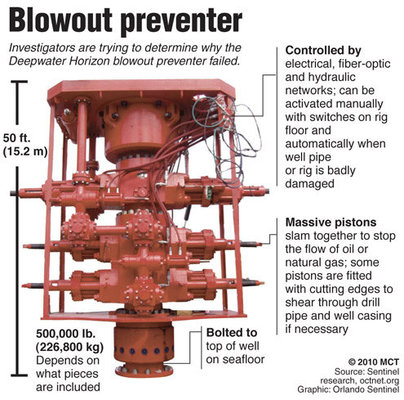 Blowout preventer
Investigators are trying to determine why the
Deepwater Horizon blowout preventer failed.
50 ft.
(15.2 m)
Controlled by
electrical, fiber-optic
and hydraulic
networks; can be
activated manually
with switches on rig
floor and
automatically when
well pipe
or rig is badly
damaged
Massive pistons
slam together to stop
the flow of oil or
natural gas; some
pistons are fitted
with cutting edges to
shear through drill
pipe and well casing
if necessary
500,000 lb.
(226,800 kg)
Depends on
what pieces
are included
Bolted to
top of well
on seafloor
© 2010 MCT
Source: Sentinel
research, octnet.org
Graphic: Orlando Sentinel